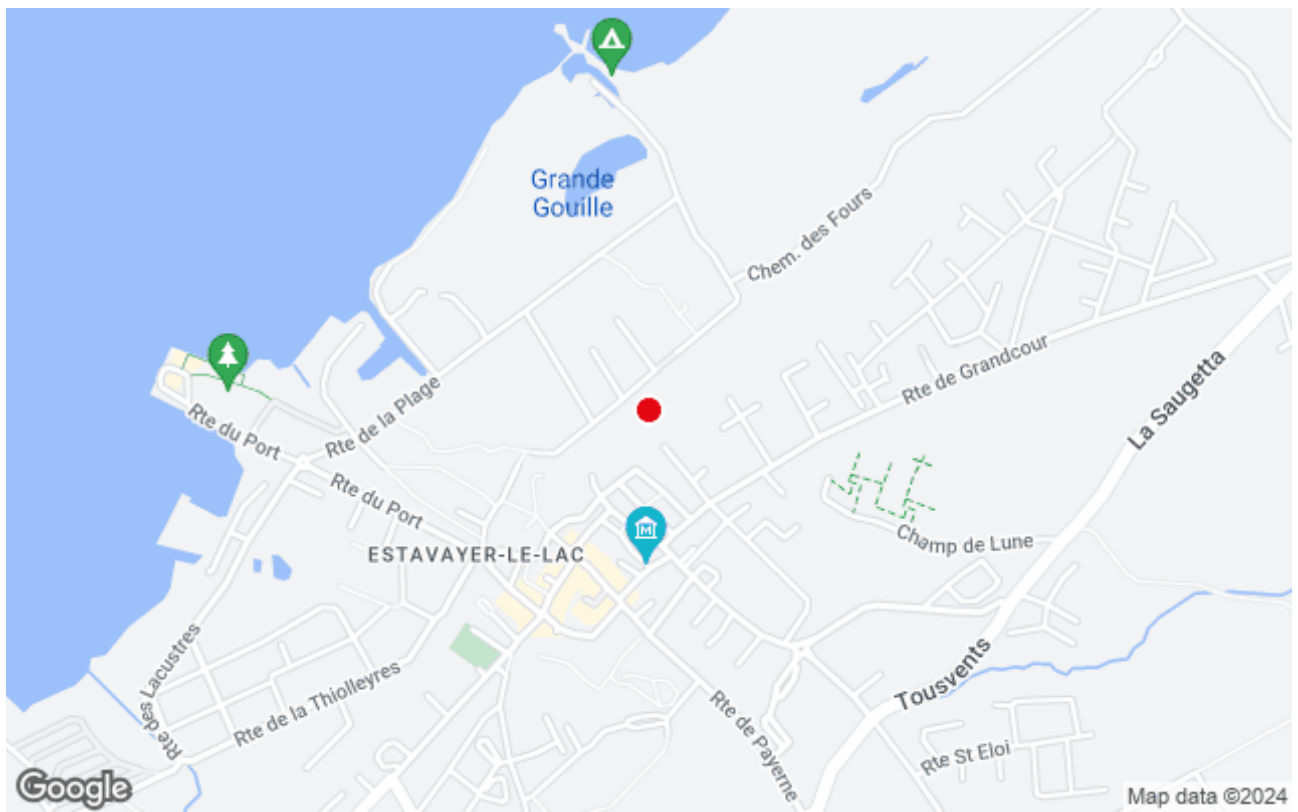 Grande
Gouille
Chem. des Fours
Rte de Grandcour
La Saugetta
Rte de la Plage
Rte du Port
Rte du Port
ESTAVAYER-LE-LAC
M
Champ de Lune
Rte des Lacustres
Rte de la Thiolleyres
Rte de Payerne
Tousvents
Rte St Eloi
Google
Map data ©2024